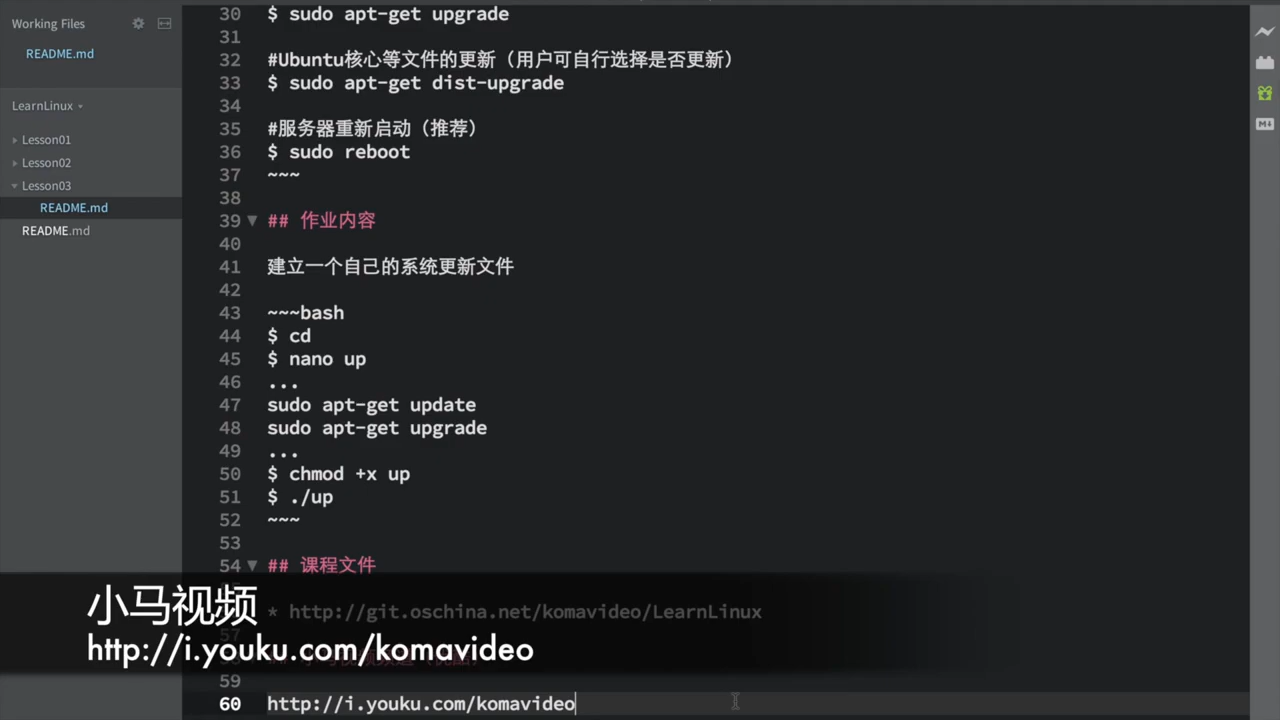 Working Files
README.md
LearnLinux
Lesson01
Lesson02
Lesson03
README.md
README.md
30 $ sudo apt-get upgrade
31
32 #Ubuntu核心等文件的更新（用户可自行选择是否更新）
33 $ sudo apt-get dist-upgrade
34
35 #服务器重新启动（推荐）
36 $ sudo reboot
37 ~~~
38
39 ## 作业内容
40
41 建立一个自己的系统更新文件
42
43 ~~~bash
44 $ cd
45 $ nano up
46 ...
47 sudo apt-get update
48 sudo apt-get upgrade
49 ...
50 $ chmod +x up
51 $ ./up
52 ~~~
53
54 ## 课程文件
* http://git.oschina.net/komavideo/LearnLinux
59
60 http://i.youku.com/komavideo
小马视频
http://i.youku.com/komavideo
M↓